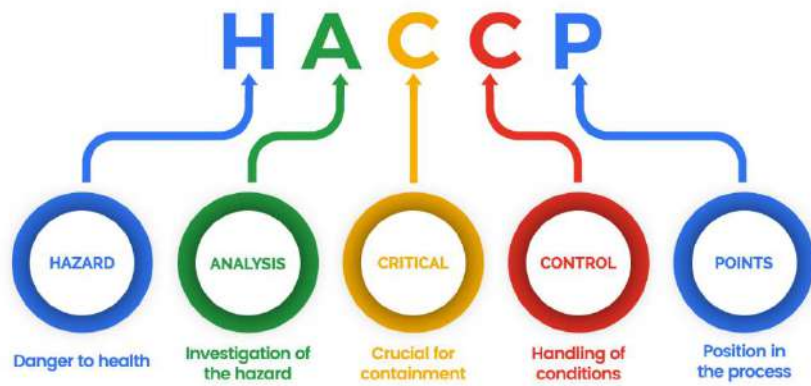 HACCP
HAZARD
ANALYSIS
CRITICAL
CONTROL
POINTS
Danger to health
Investigation of
the hazard
Crucial for
containment
Handling of
conditions
Position in
the process